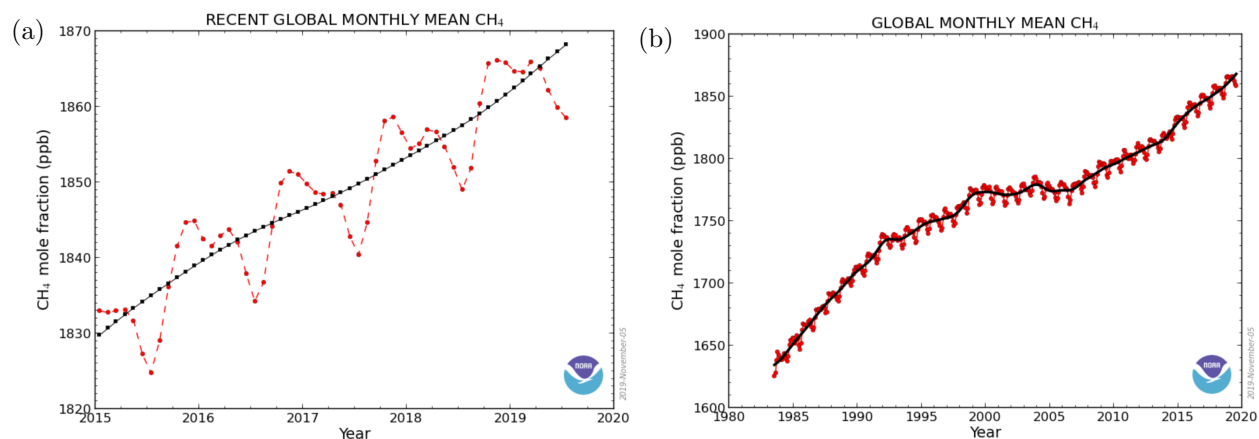 (a)
RECENT GLOBAL MONTHLY MEAN CH₄
1870
1860
1850
1840
1830
1820
CH₄ mole fraction (ppb)
2015 2016 2017 2018 2019 2020
Year
NOAA
2019-November-05
(b)
GLOBAL MONTHLY MEAN CH₄
1900
1850
1800
1750
1700
1650
1600
CH₄ mole fraction (ppb)
1980 1985 1990 1995 2000 2005 2010 2015 2020
Year
NOAA
2019-November-05